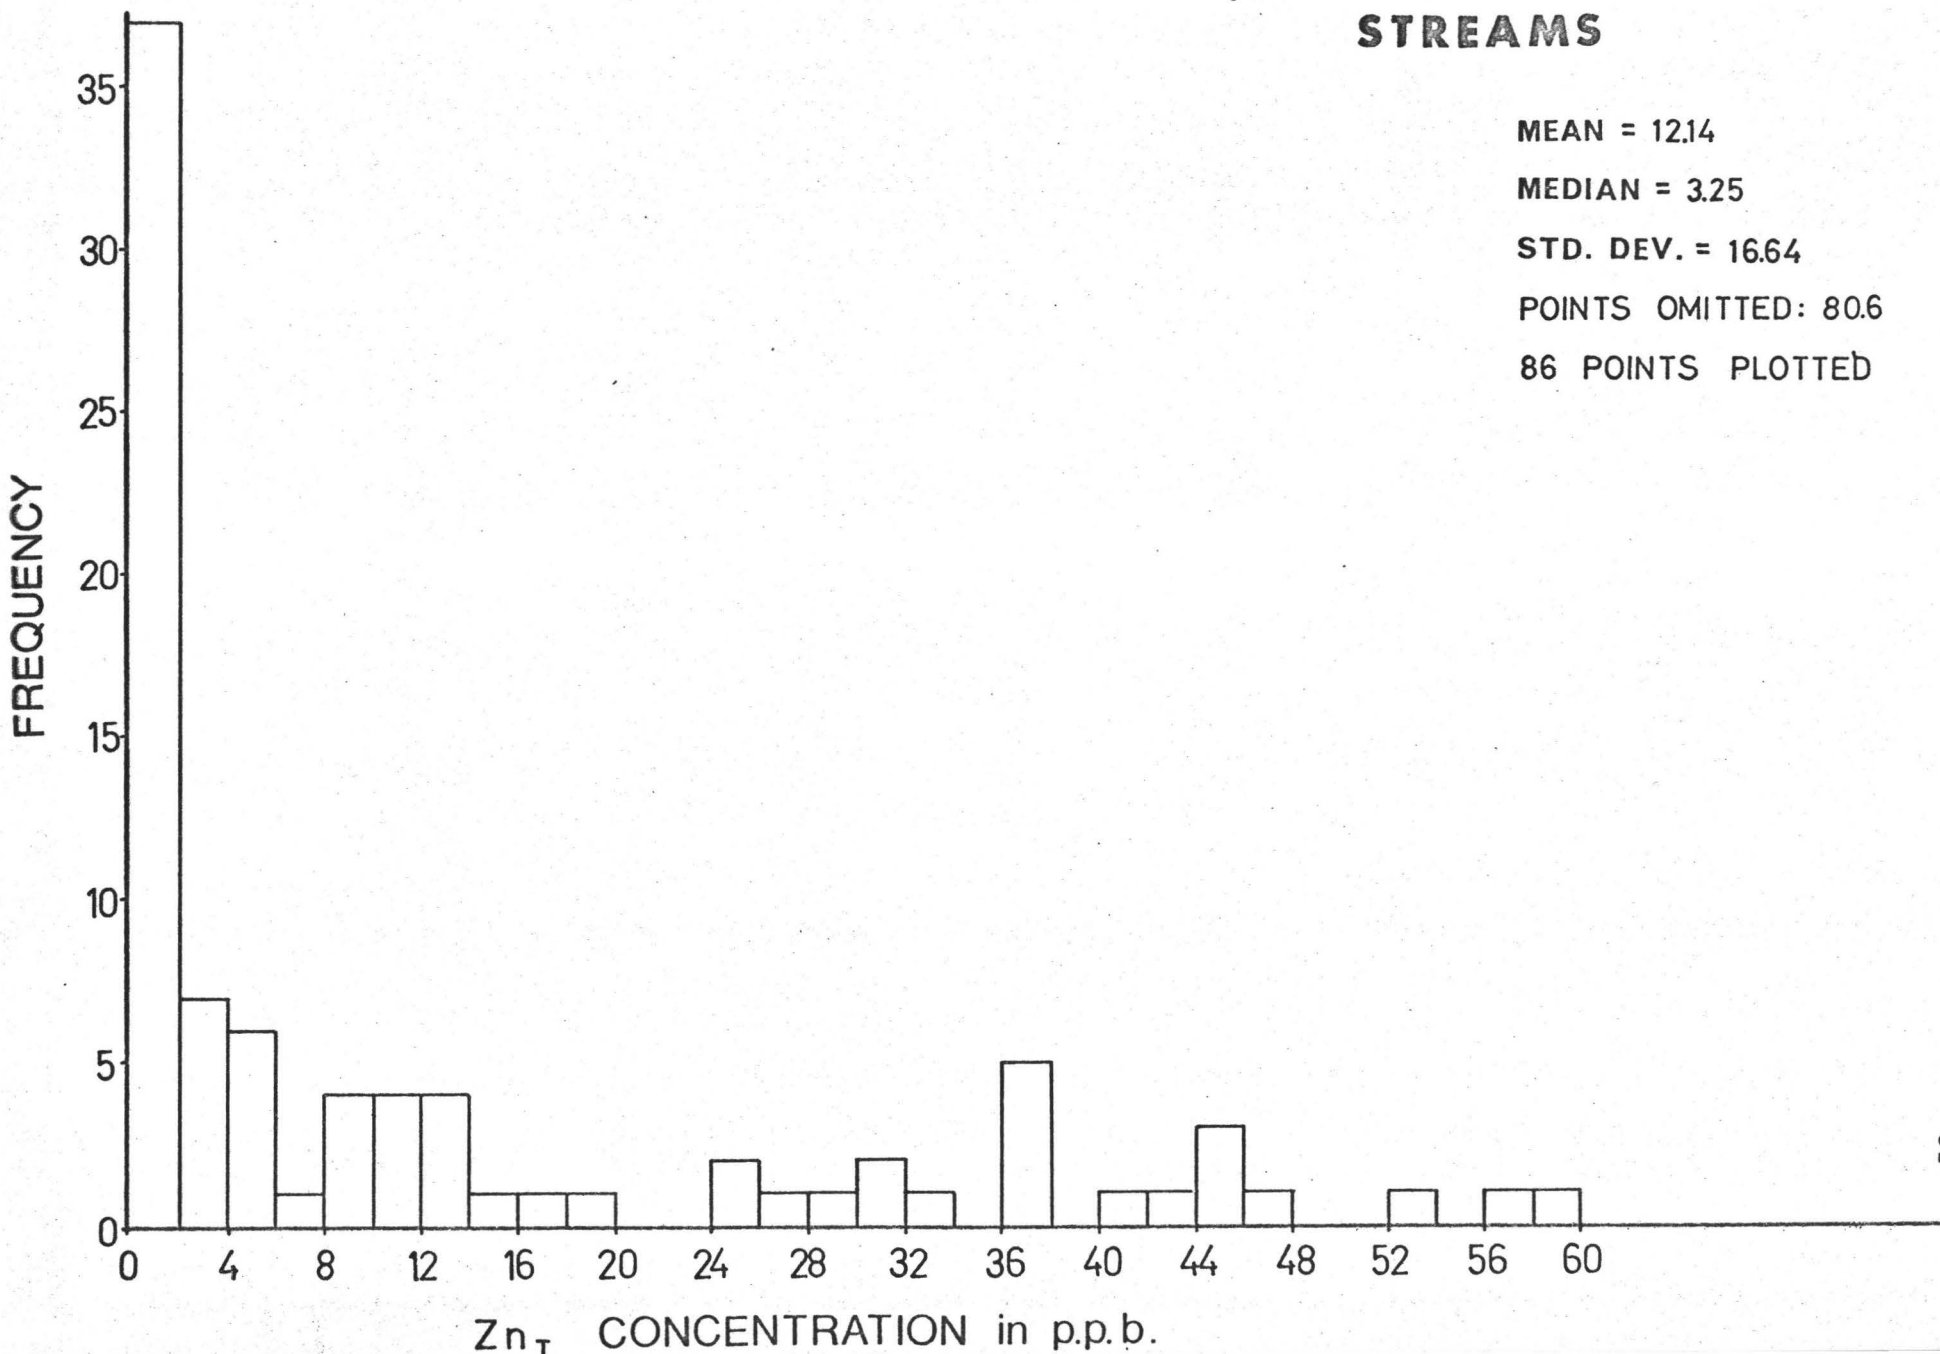 STREAMS
MEAN = 12.14
MEDIAN = 3.25
STD. DEV. = 16.64
POINTS OMITTED: 80.6
86 POINTS PLOTTED
FREQUENCY
35
30
25
20
15
10
5
0
0 4 8 12 16 20 24 28 32 36 40 44 48 52 56 60
Zn T CONCENTRATION in p.p.b.